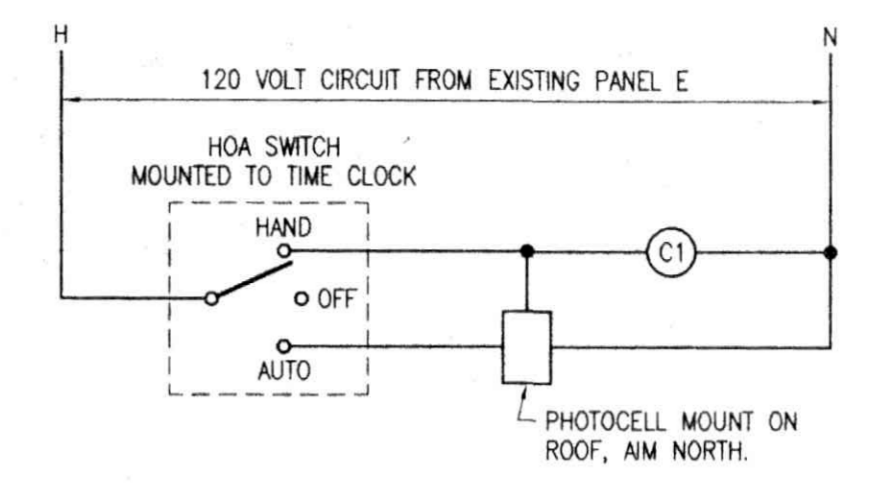 H
N
120 VOLT CIRCUIT FROM EXISTING PANEL E
HOA SWITCH
MOUNTED TO TIME CLOCK
HAND
C1
OFF
AUTO
PHOTOCELL MOUNT ON
ROOF, AIM NORTH.